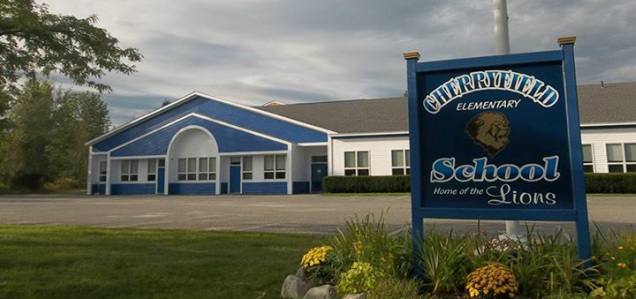 CHERRYFIELD
ELEMENTARY
School
Home of the Lions